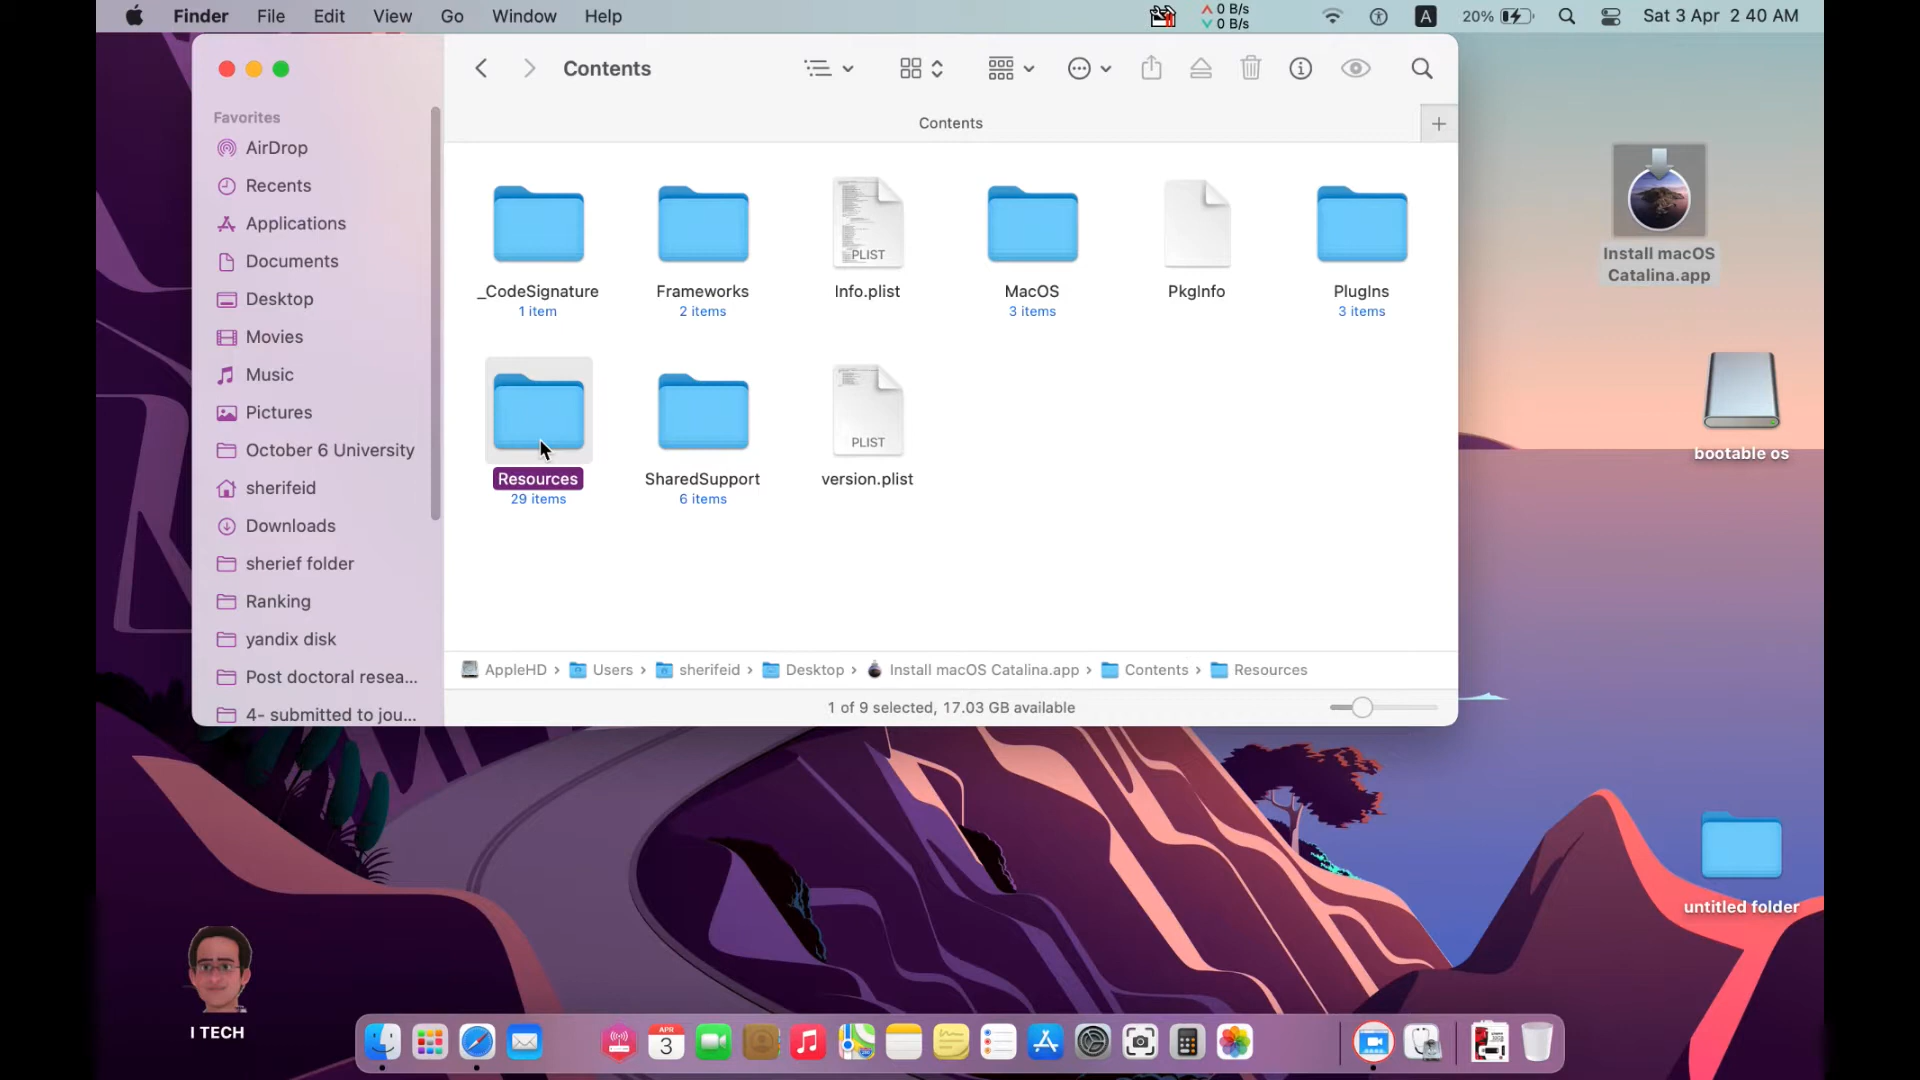 Finder File Edit View Go Window Help
0 B/s
0 B/s
A
20%
Sat 3 Apr 2 40 AM
Contents
Contents
Favorites
AirDrop
Recents
Applications
Documents
Desktop
Movies
Music
Pictures
October 6 University
sherifeid
Downloads
sherief folder
Ranking
yandix disk
Post doctoral resea...
4- submitted to jou...
_CodeSignature
1 item
Frameworks
2 items
PLIST
Info.plist
MacOS
3 items
PkgInfo
PlugIns
3 items
Resources
29 items
SharedSupport
6 items
PLIST
version.plist
AppleHD › Users › sherifeid › Desktop › Install macOS Catalina.app › Contents › Resources
1 of 9 selected, 17.03 GB available
Install macOS
Catalina.app
bootable os
untitled folder
I TECH
APR
3